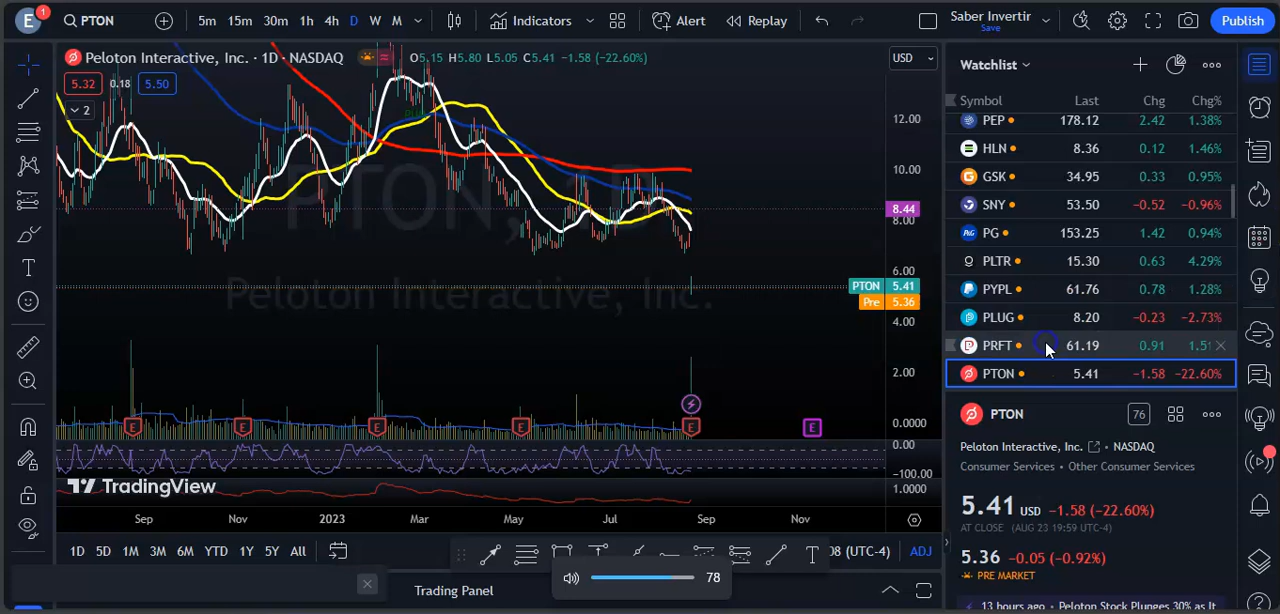 E 1 PTON 5m 15m 30m 1h 4h D W M Indicators Alert Replay Saber Invertir Save Publish
Peloton Interactive, Inc. · 1D · NASDAQ O5.15 H5.80 L5.05 C5.41 −1.58 (−22.60%) USD
5.32 0.18 5.50
2
PTON, 1D
Peloton Interactive, Inc.
12.00
10.00
8.44
8.00
6.00
PTON 5.41
Pre 5.36
4.00
2.00
0.0000
E E E E E E
0.00
−100.00
1.0000
TradingView
Sep Nov 2023 Mar May Jul Sep Nov
1D 5D 1M 3M 6M YTD 1Y 5Y All 08 (UTC-4) ADJ
78
Trading Panel
Watchlist
Symbol Last Chg Chg%
PEP 178.12 2.42 1.38%
HLN 8.36 0.12 1.46%
GSK 34.95 0.33 0.95%
SNY 53.50 −0.52 −0.96%
PG 153.25 1.42 0.94%
PLTR 15.30 0.63 4.29%
PYPL 61.76 0.78 1.28%
PLUG 8.20 −0.23 −2.73%
PRFT 61.19 0.91 1.51
PTON 5.41 −1.58 −22.60%
PTON 76
Peloton Interactive, Inc. · NASDAQ
Consumer Services · Other Consumer Services
5.41 USD −1.58 (−22.60%)
AT CLOSE (AUG 23 19:59 UTC-4)
5.36 −0.05 (−0.92%)
PRE MARKET
13 hours ago · Peloton Stock Plunges 30% as It